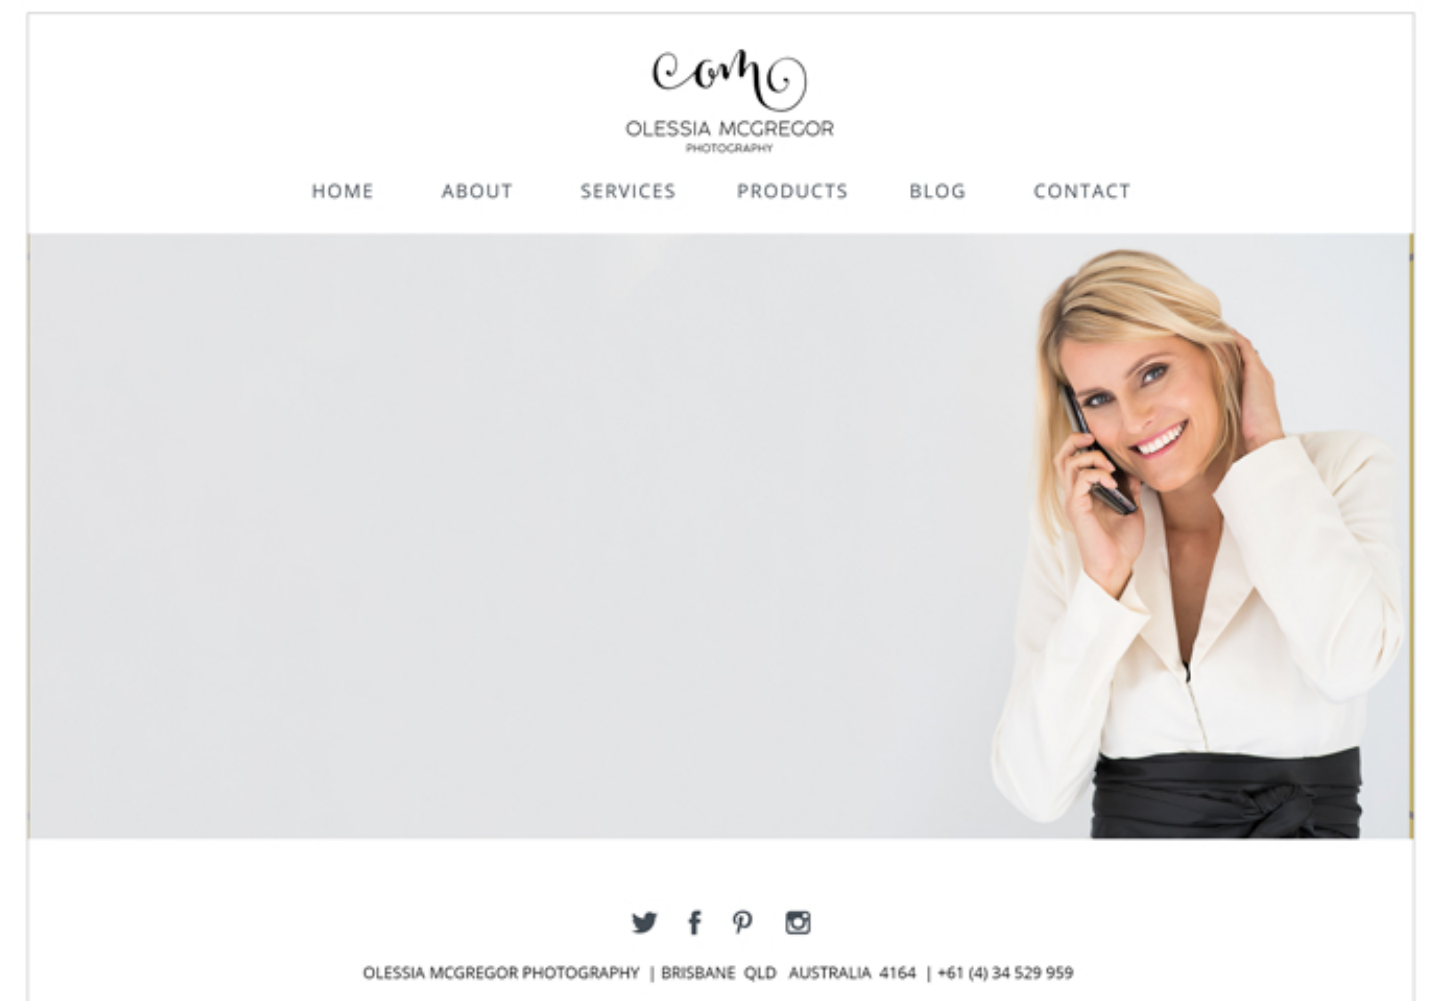 com
OLESSIA MCGREGOR
PHOTOGRAPHY
HOME ABOUT SERVICES PRODUCTS BLOG CONTACT
OLESSIA MCGREGOR PHOTOGRAPHY | BRISBANE QLD AUSTRALIA 4164 | +61 (4) 34 529 959